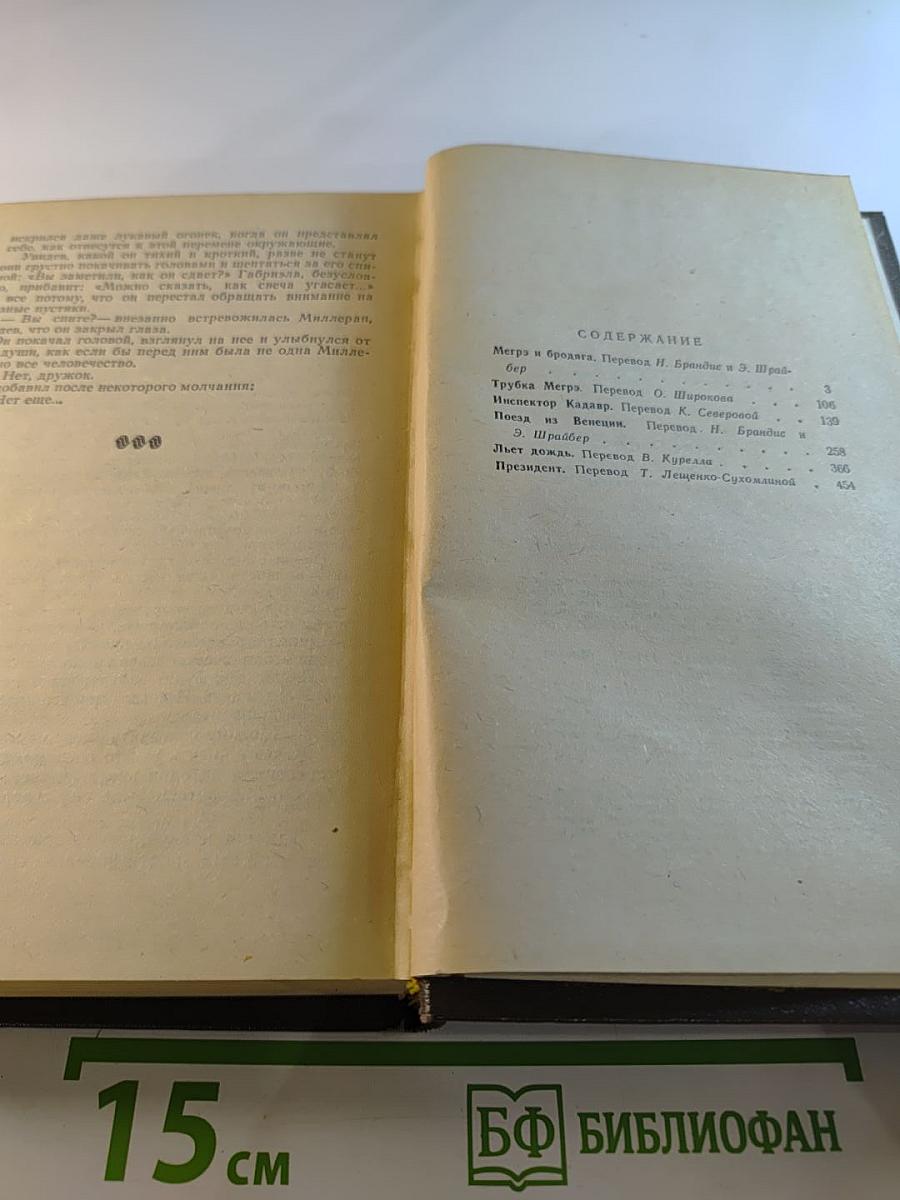 искрился даже лукавый огонек, когда он представлял
себе, как отнесутся к этой перемене окружающие.
Увидев, какой он тихий и кроткий, разве не станут
они грустно покачивать головами и шептаться за его спи-
ной: «Вы заметили, как он сдает?» Габриэла, безуслов-
о, прибавит: «Можно сказать, как свеча угасает...»
все потому, что он перестал обращать внимание на
зные пустяки.
— Вы спите? — внезапно встревожилась Миллеран,
дев, что он закрыл глаза.
Он покачал головой, взглянул на нее и улыбнулся от
души, как если бы перед ним была не одна Милле-
но все человечество.
Нет, дружок.
обавил после некоторого молчания:
Нет еще...
СОДЕРЖАНИЕ
Мегрэ и бродяга. Перевод Н. Брандис и Э. Шрай-
бер . . . . . . . . . . 3
Трубка Мегрэ. Перевод О. Широкова . . . 106
Инспектор Кадавр. Перевод К. Северовой . . 139
Поезд из Венеции. Перевод Н. Брандис и
Э. Шрайбер . . . . . . . . 258
Льет дождь. Перевод В. Курелла . . . . . 366
Президент. Перевод Т. Лещенко-Сухомлиной . 454
15 см
БФ БИБЛИОФАН